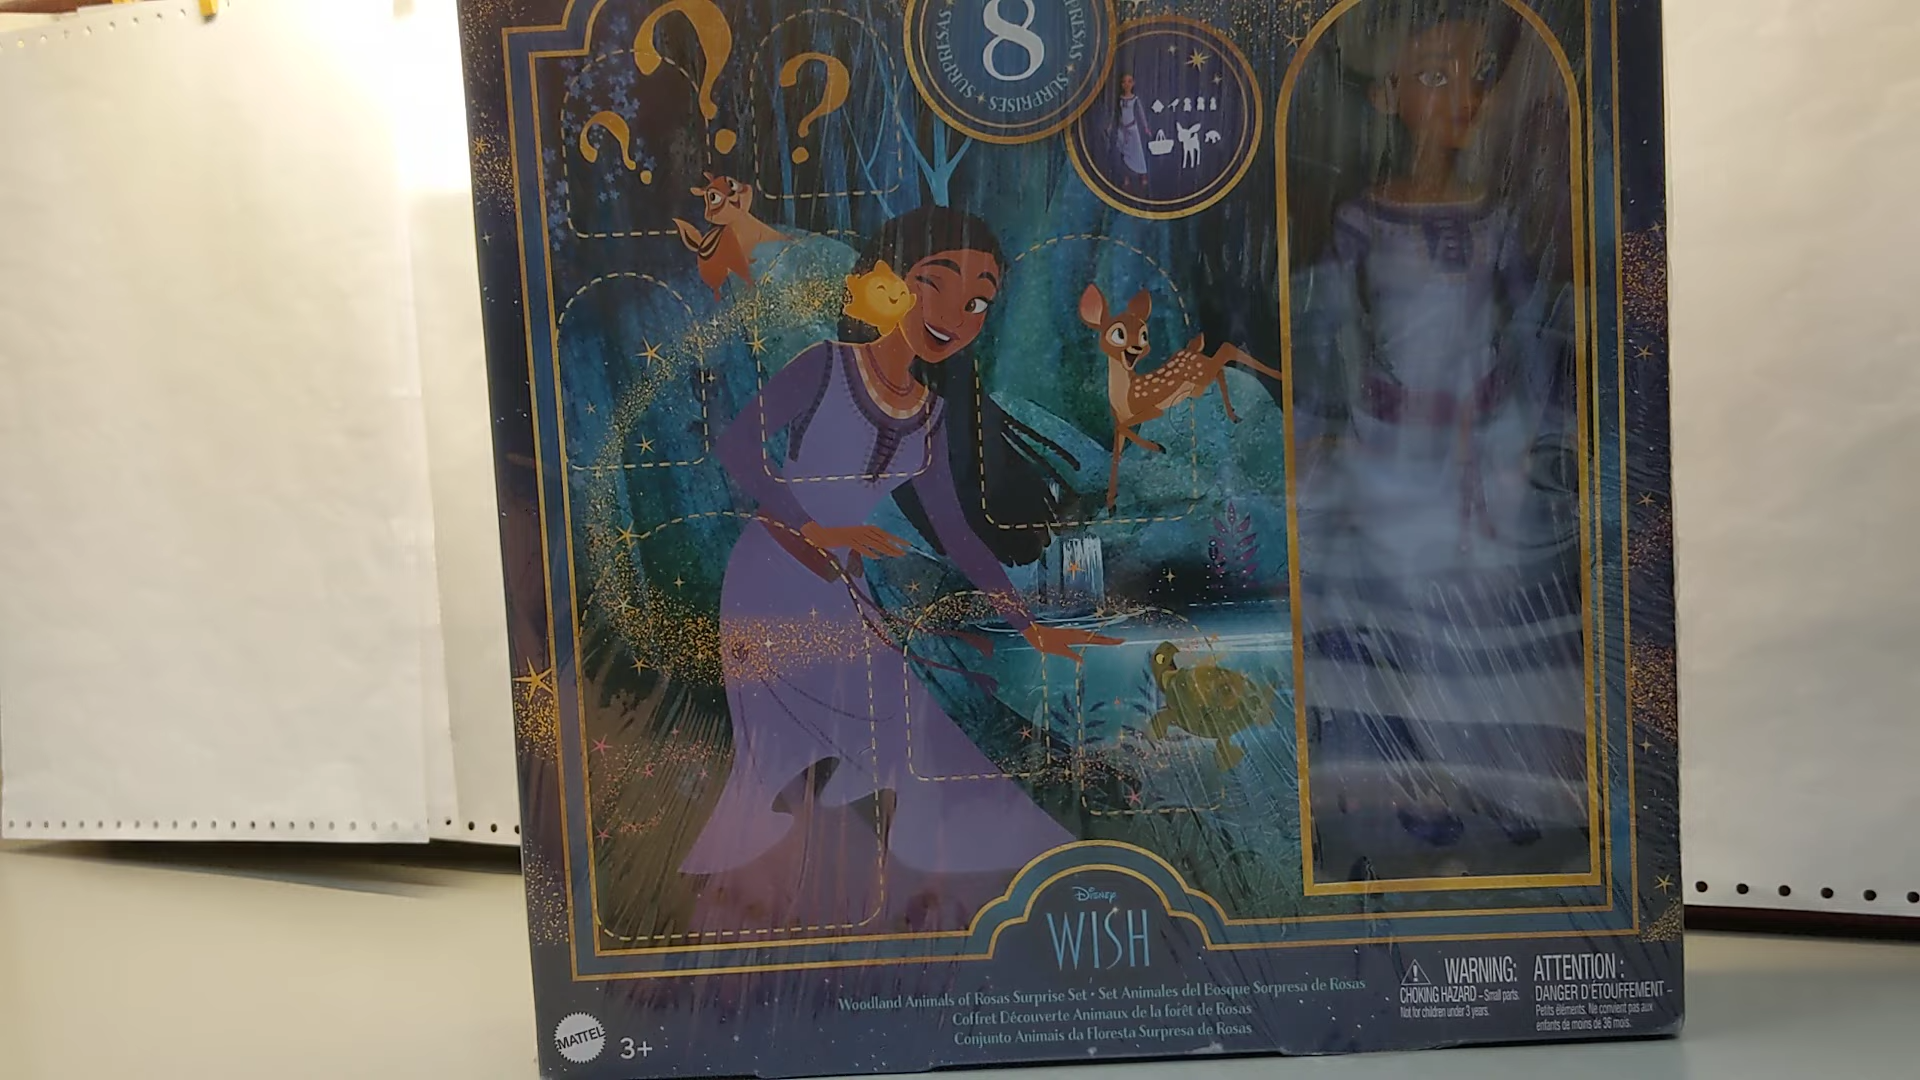 ? ? ?
8
SURPRESAS • SURPRISES • SORPRESAS
DISNEY
WISH
Woodland Animals of Rosas Surprise Set • Set Animales del Bosque Sorpresa de Rosas
Coffret Découverte Animaux de la forêt de Rosas
Conjunto Animais da Floresta Surpresa de Rosas
MATTEL
3+
WARNING:
CHOKING HAZARD – Small parts.
Not for children under 3 years.
ATTENTION :
DANGER D'ÉTOUFFEMENT –
Petits éléments. Ne convient pas aux
enfants de moins de 36 mois.